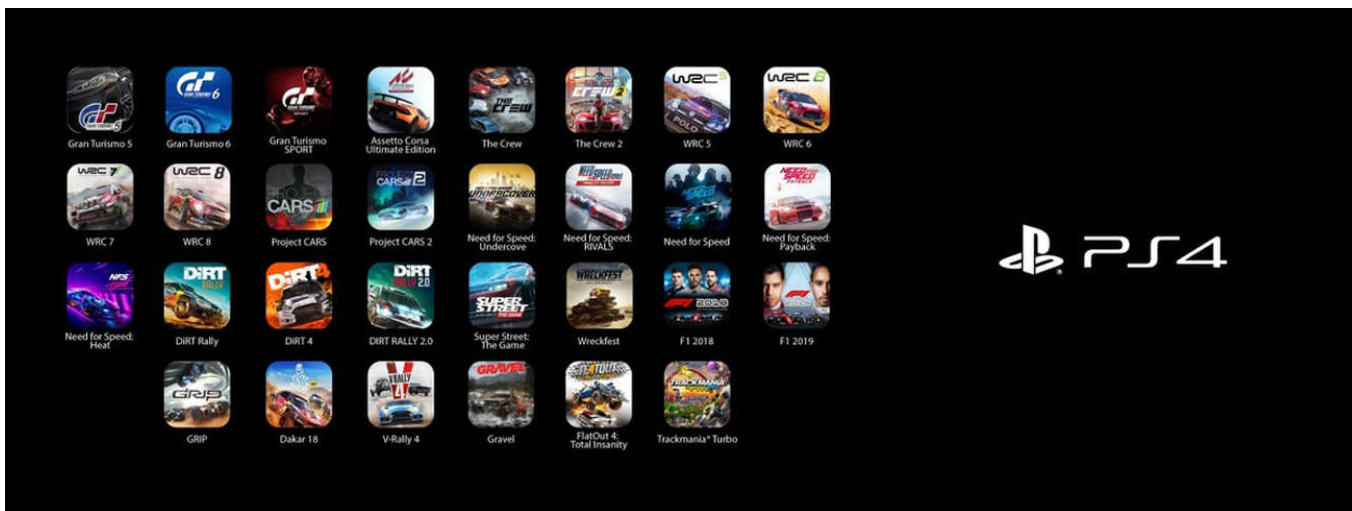 Gran Turismo 5
Gran Turismo 6
Gran Turismo
SPORT
Assetto Corsa
Ultimate Edition
The Crew
The Crew 2
WRC 5
WRC 6
WRC 7
WRC 8
Project CARS
Project CARS 2
Need for Speed:
Undercove
Need for Speed:
RIVALS
Need for Speed
Need for Speed:
Payback
Need for Speed:
Heat
DiRT Rally
DiRT 4
DIRT RALLY 2.0
Super Street:
The Game
Wreckfest
F1 2018
F1 2019
GRIP
Dakar 18
V-Rally 4
Gravel
FlatOut 4:
Total Insanity
Trackmania® Turbo
PS4